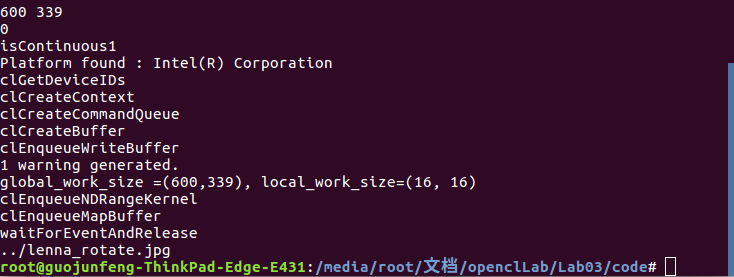 600 339
0
isContinuous1
Platform found : Intel(R) Corporation
clGetDeviceIDs
clCreateContext
clCreateCommandQueue
clCreateBuffer
clEnqueueWriteBuffer
1 warning generated.
global_work_size =(600,339), local_work_size=(16, 16)
clEnqueueNDRangeKernel
clEnqueueMapBuffer
waitForEventAndRelease
../lenna_rotate.jpg
root@guojunfeng-ThinkPad-Edge-E431:/media/root/文档/openclLab/Lab03/code#